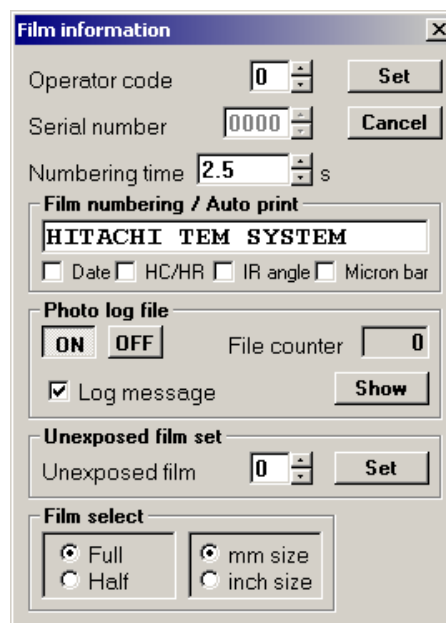 Film information
Operator code 0 Set
Serial number 0000 Cancel
Numbering time 2.5 s
Film numbering / Auto print
HITACHI TEM SYSTEM
Date HC/HR IR angle Micron bar
Photo log file
ON OFF File counter 0
Log message Show
Unexposed film set
Unexposed film 0 Set
Film select
Full mm size
Half inch size